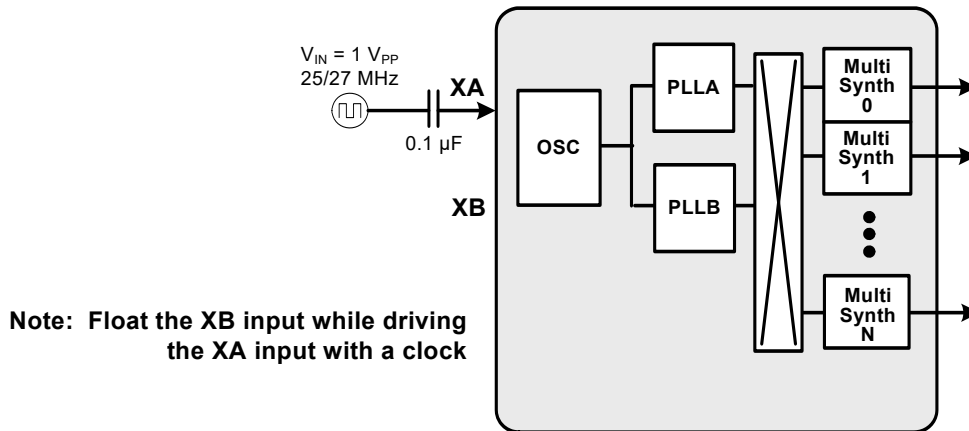 V_IN = 1 V_PP
25/27 MHz
XA
0.1 µF
XB
OSC
PLLA
PLLB
Multi
Synth
0
Multi
Synth
1
Multi
Synth
N
Note: Float the XB input while driving
the XA input with a clock